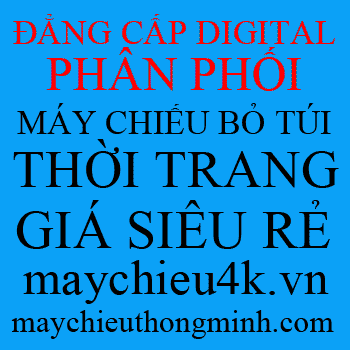 ĐẲNG CẤP DIGITAL
PHÂN PHỐI
MÁY CHIẾU BỎ TÚI
THỜI TRANG
GIÁ SIÊU RẺ
maychieu4k.vn
maychieuthongminh.com